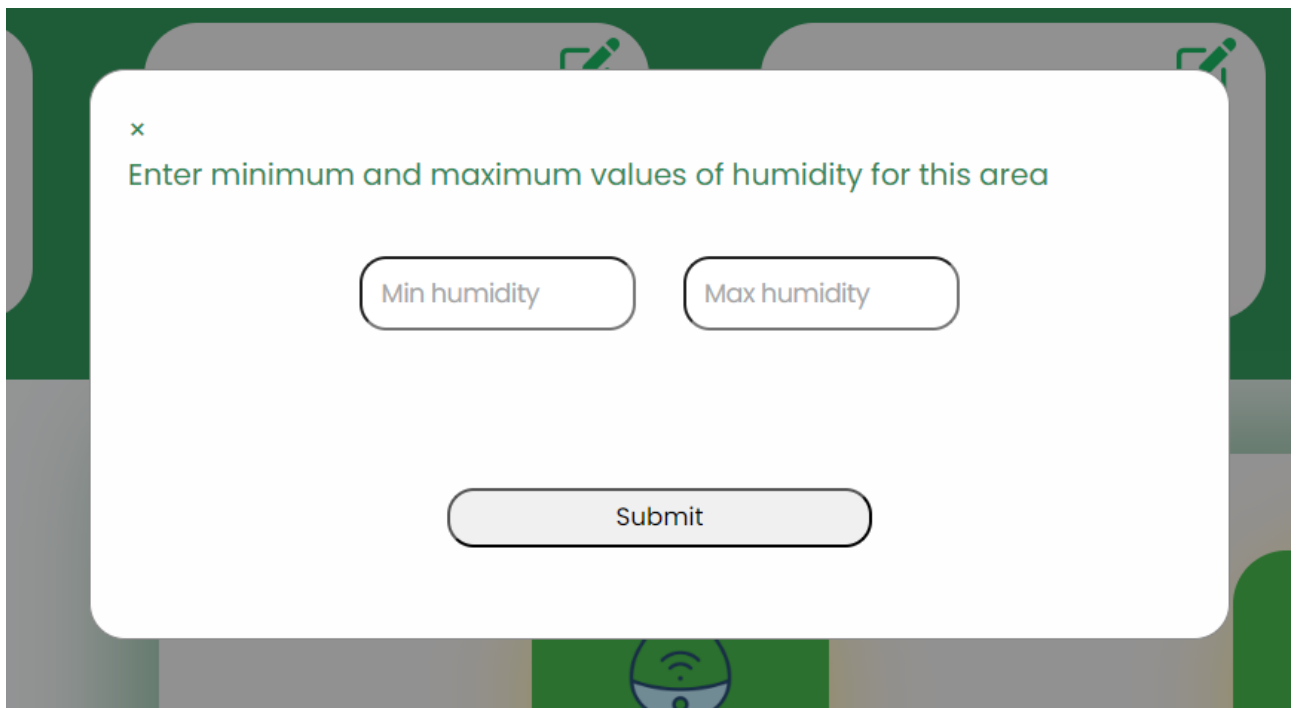 ×
Enter minimum and maximum values of humidity for this area
Min humidity
Max humidity
Submit